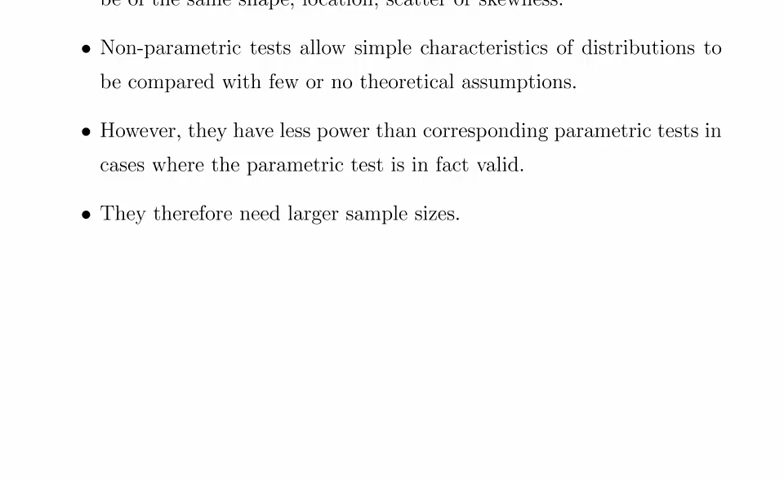 be of the same shape, location, scatter or skewness.
• Non-parametric tests allow simple characteristics of distributions to
be compared with few or no theoretical assumptions.
• However, they have less power than corresponding parametric tests in
cases where the parametric test is in fact valid.
• They therefore need larger sample sizes.